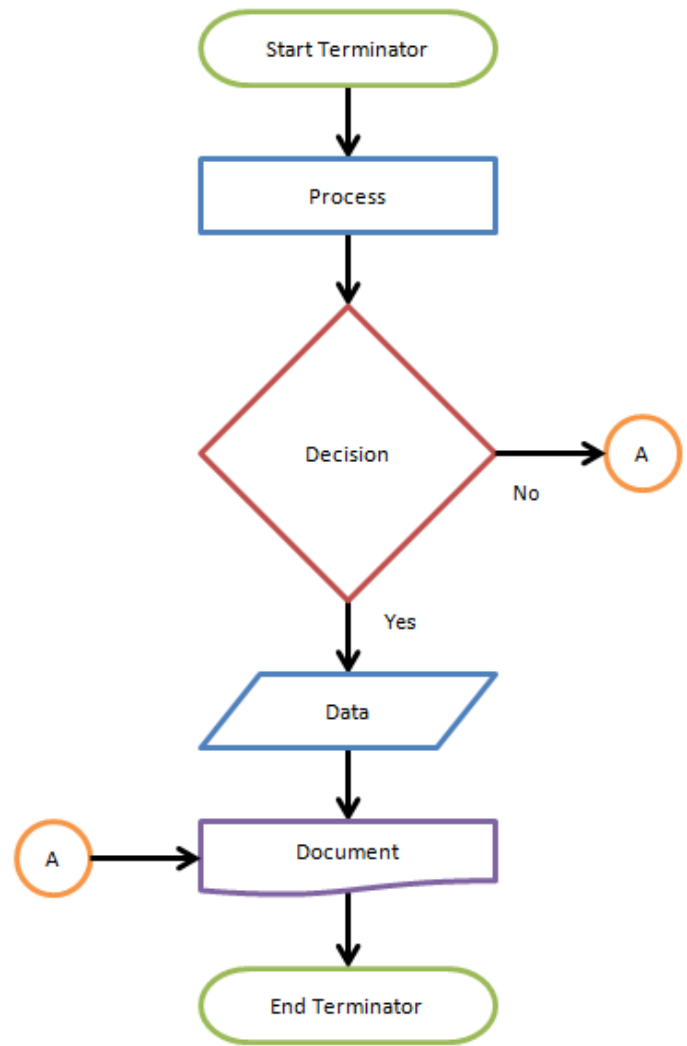 Start Terminator
Process
Decision
A
No
Yes
Data
A
Document
End Terminator